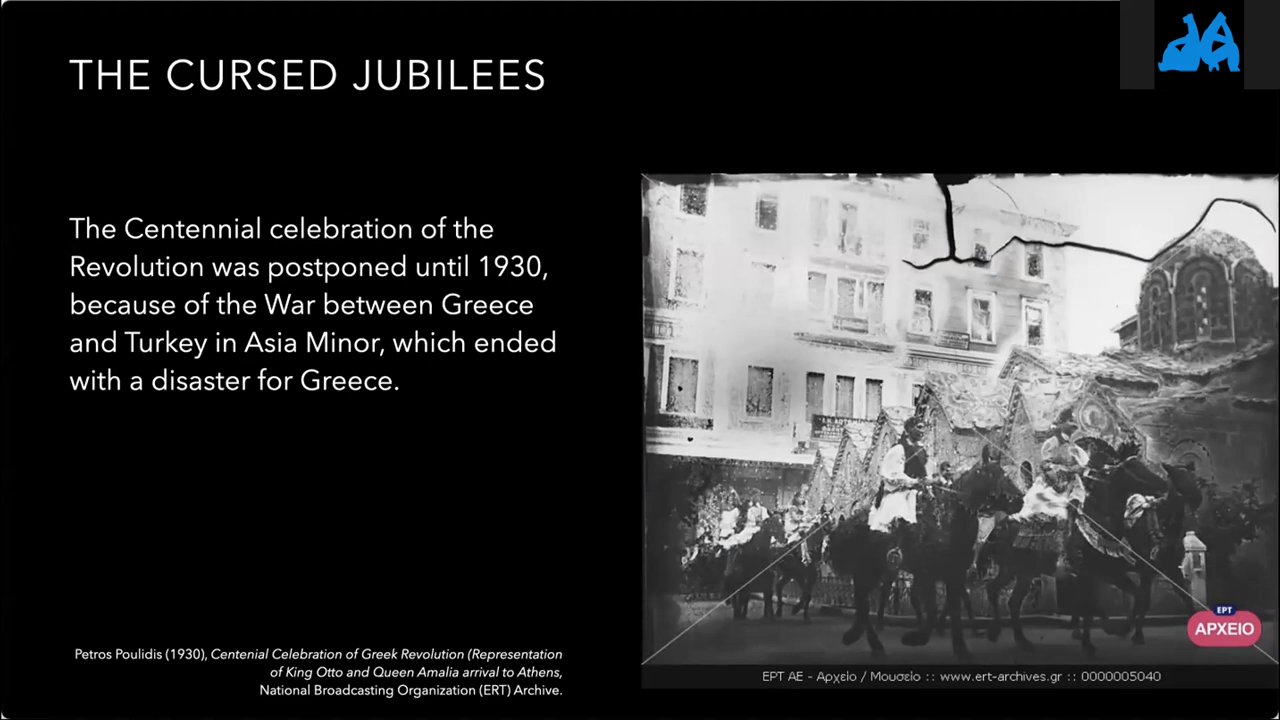 THE CURSED JUBILEES
The Centennial celebration of the
Revolution was postponed until 1930,
because of the War between Greece
and Turkey in Asia Minor, which ended
with a disaster for Greece.
Petros Poulidis (1930), Centenial Celebration of Greek Revolution (Representation
of King Otto and Queen Amalia arrival to Athens,
National Broadcasting Organization (ERT) Archive.
ΕΡΤ
ΑΡΧΕΙΟ
ΕΡΤ ΑΕ - Αρχείο / Μουσείο :: www.ert-archives.gr :: 0000005040